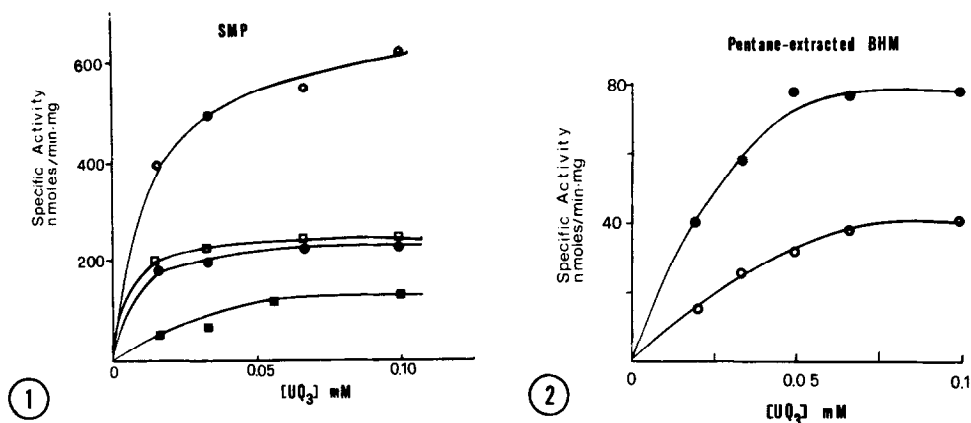 SMP
Specific Activity
nmoles/min·mg
600
400
200
0
0.05
0.10
[UQ₃] mM
1
Pentane-extracted BHM
Specific Activity
nmoles/min·mg
80
40
0
0.05
0.1
[UQ₃] mM
2